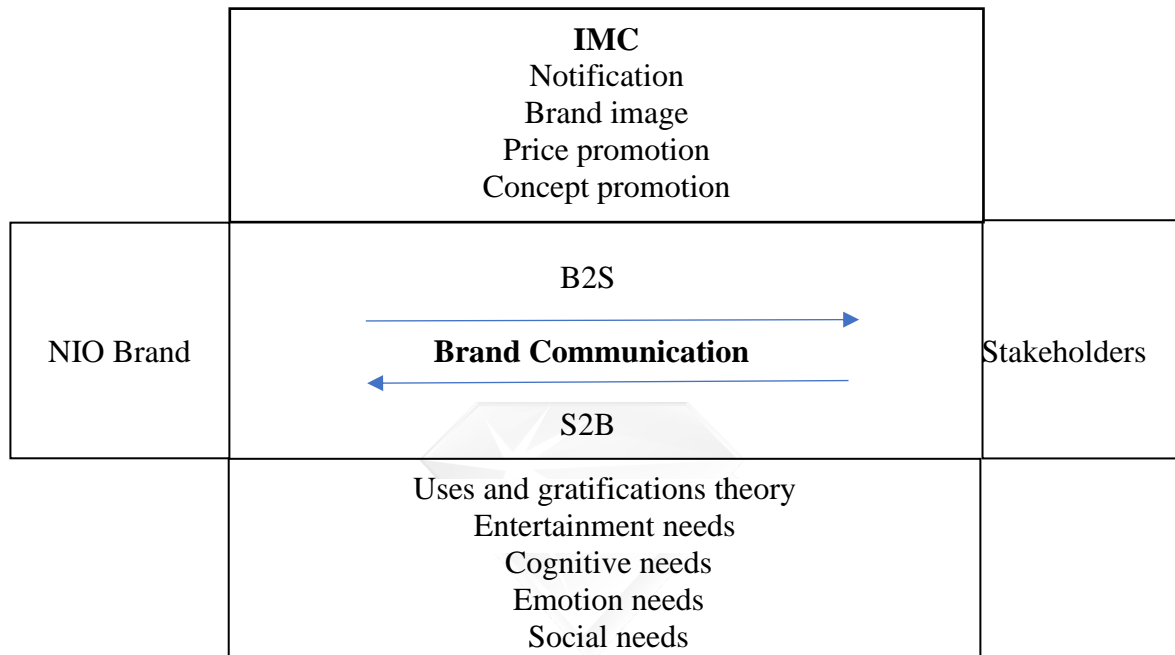 IMC
Notification
Brand image
Price promotion
Concept promotion
B2S
NIO Brand
Brand Communication
Stakeholders
S2B
Uses and gratifications theory
Entertainment needs
Cognitive needs
Emotion needs
Social needs